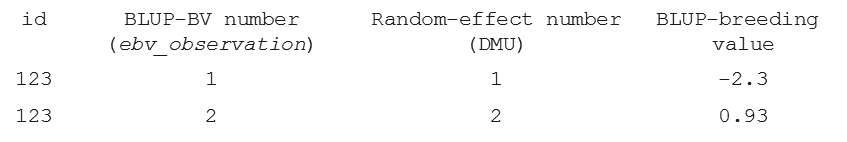 id BLUP-BV number Random-effect number BLUP-breeding
(ebv_observation) (DMU) value
123 1 1 -2.3
123 2 2 0.93